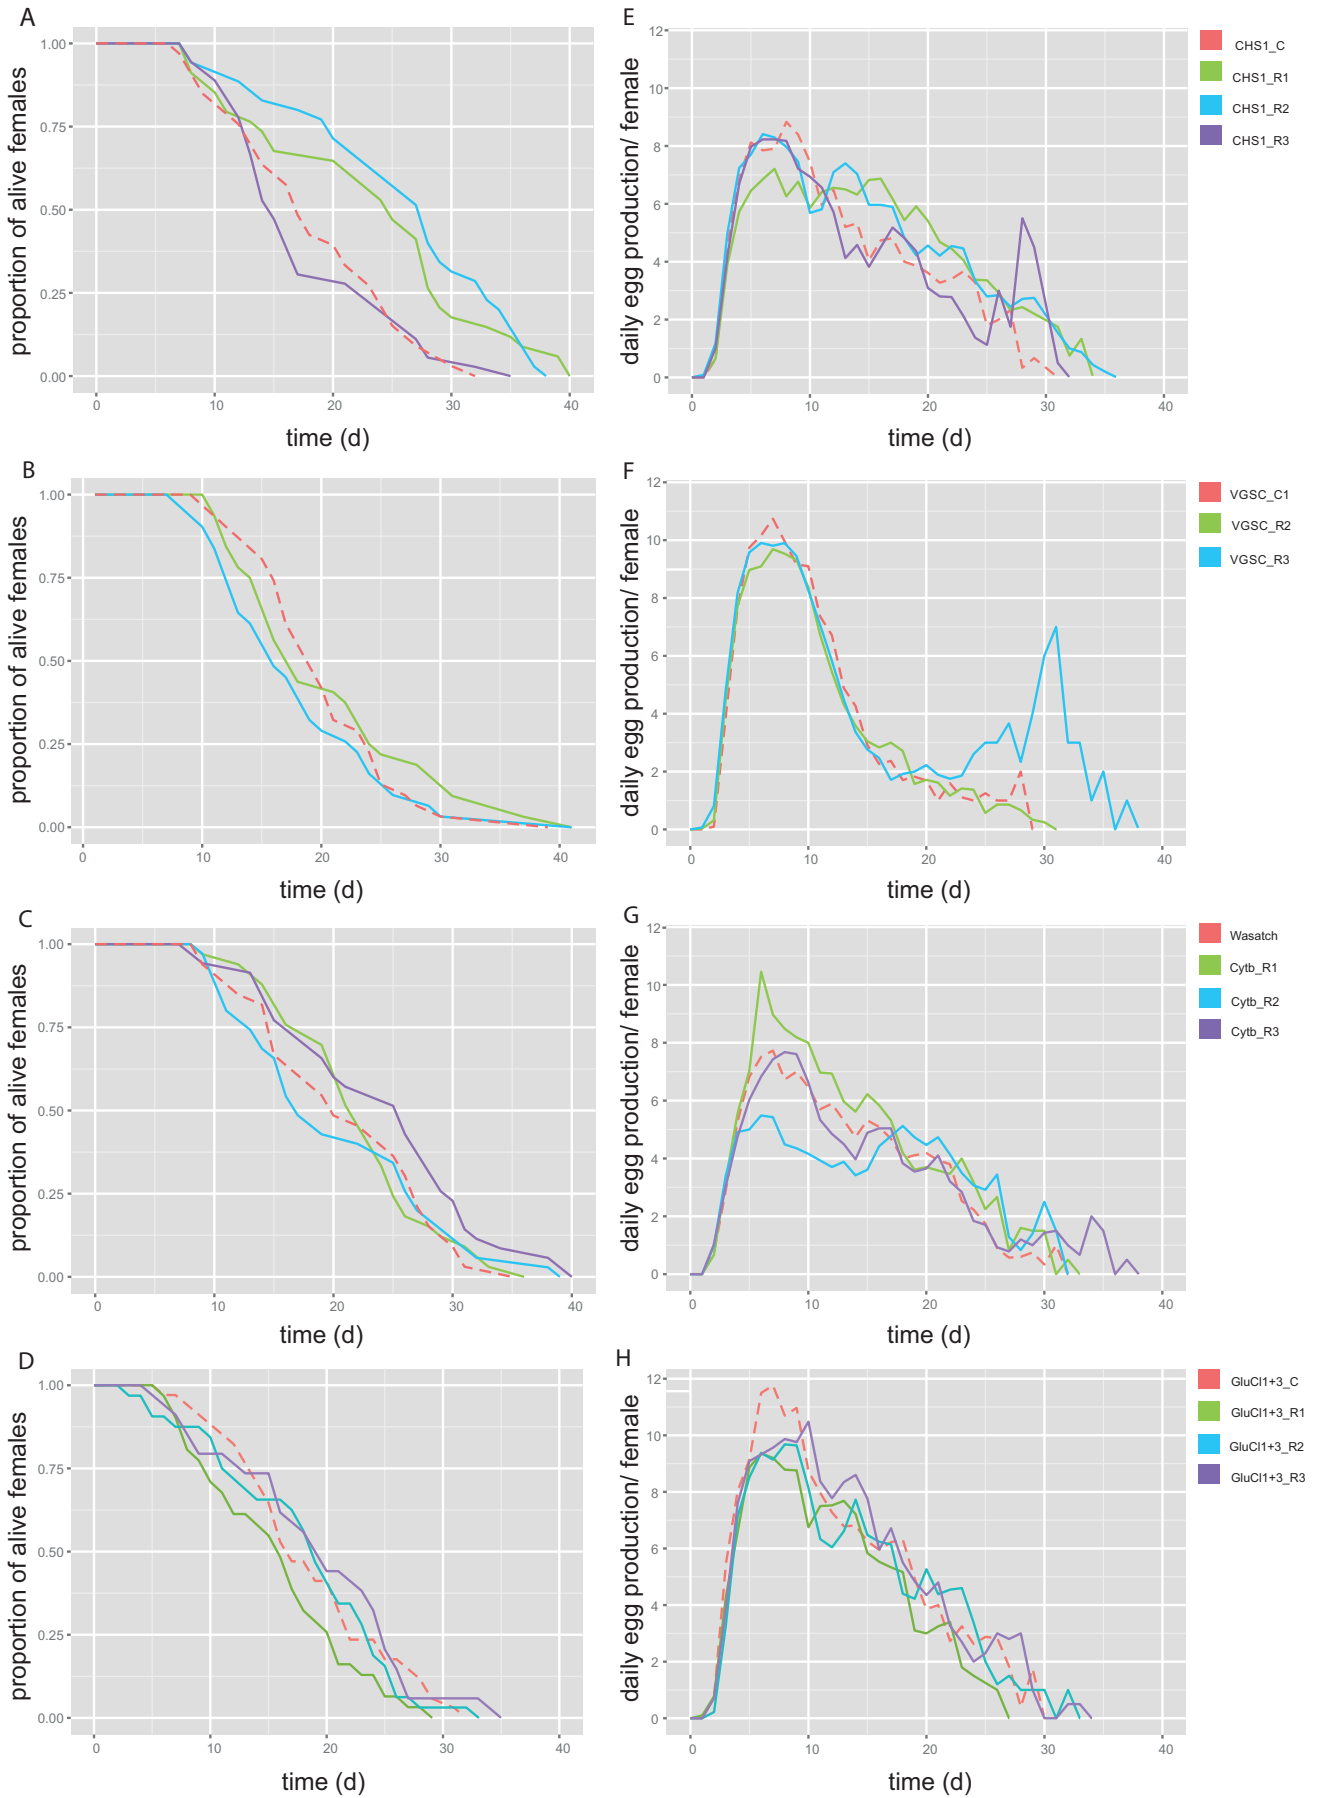 A
proportion of alive females
1.00
0.75
0.50
0.25
0.00
0 10 20 30 40
time (d)
E
daily egg production/ female
12
10
8
6
4
2
0
0 10 20 30 40
time (d)
CHS1_C
CHS1_R1
CHS1_R2
CHS1_R3
B
proportion of alive females
1.00
0.75
0.50
0.25
0.00
0 10 20 30 40
time (d)
F
daily egg production/ female
12
10
8
6
4
2
0
0 10 20 30 40
time (d)
VGSC_C1
VGSC_R2
VGSC_R3
C
proportion of alive females
1.00
0.75
0.50
0.25
0.00
0 10 20 30 40
time (d)
G
daily egg production/ female
12
10
8
6
4
2
0
0 10 20 30 40
time (d)
Wasatch
Cytb_R1
Cytb_R2
Cytb_R3
D
proportion of alive females
1.00
0.75
0.50
0.25
0.00
0 10 20 30 40
time (d)
H
daily egg production/ female
12
10
8
6
4
2
0
0 10 20 30 40
time (d)
GluCl1+3_C
GluCl1+3_R1
GluCl1+3_R2
GluCl1+3_R3